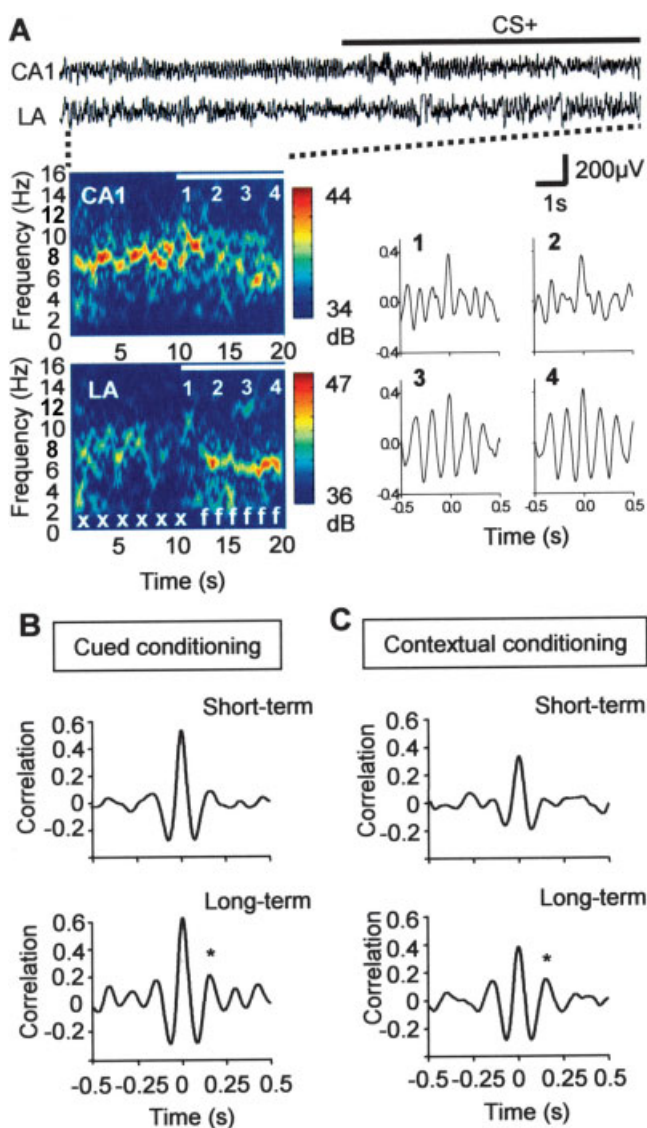 A
CS+
CA1
LA
200µV
1s
Frequency (Hz)
16
14
12
10
8
6
4
2
0
CA1
1 2 3 4
44
34
dB
5 10 15 20
Frequency (Hz)
16
14
12
10
8
6
4
2
0
LA
1 2 3 4
x x x x x x x f f f f f f f
47
36
dB
5 10 15 20
Time (s)
1
2
0.4
0.0
-0.4
3
4
0.4
0.0
-0.4
-0.5 0.0 0.5
-0.5 0.0 0.5
Time (s)
B
Cued conditioning
Short-term
Correlation
0.6
0.4
0.2
0
-0.2
Long-term
*
Correlation
0.6
0.4
0.2
0
-0.2
-0.5 -0.25 0 0.25 0.5
Time (s)
C
Contextual conditioning
Short-term
Correlation
0.6
0.4
0.2
0
-0.2
Long-term
*
Correlation
0.6
0.4
0.2
0
-0.2
-0.5 -0.25 0 0.25 0.5
Time (s)